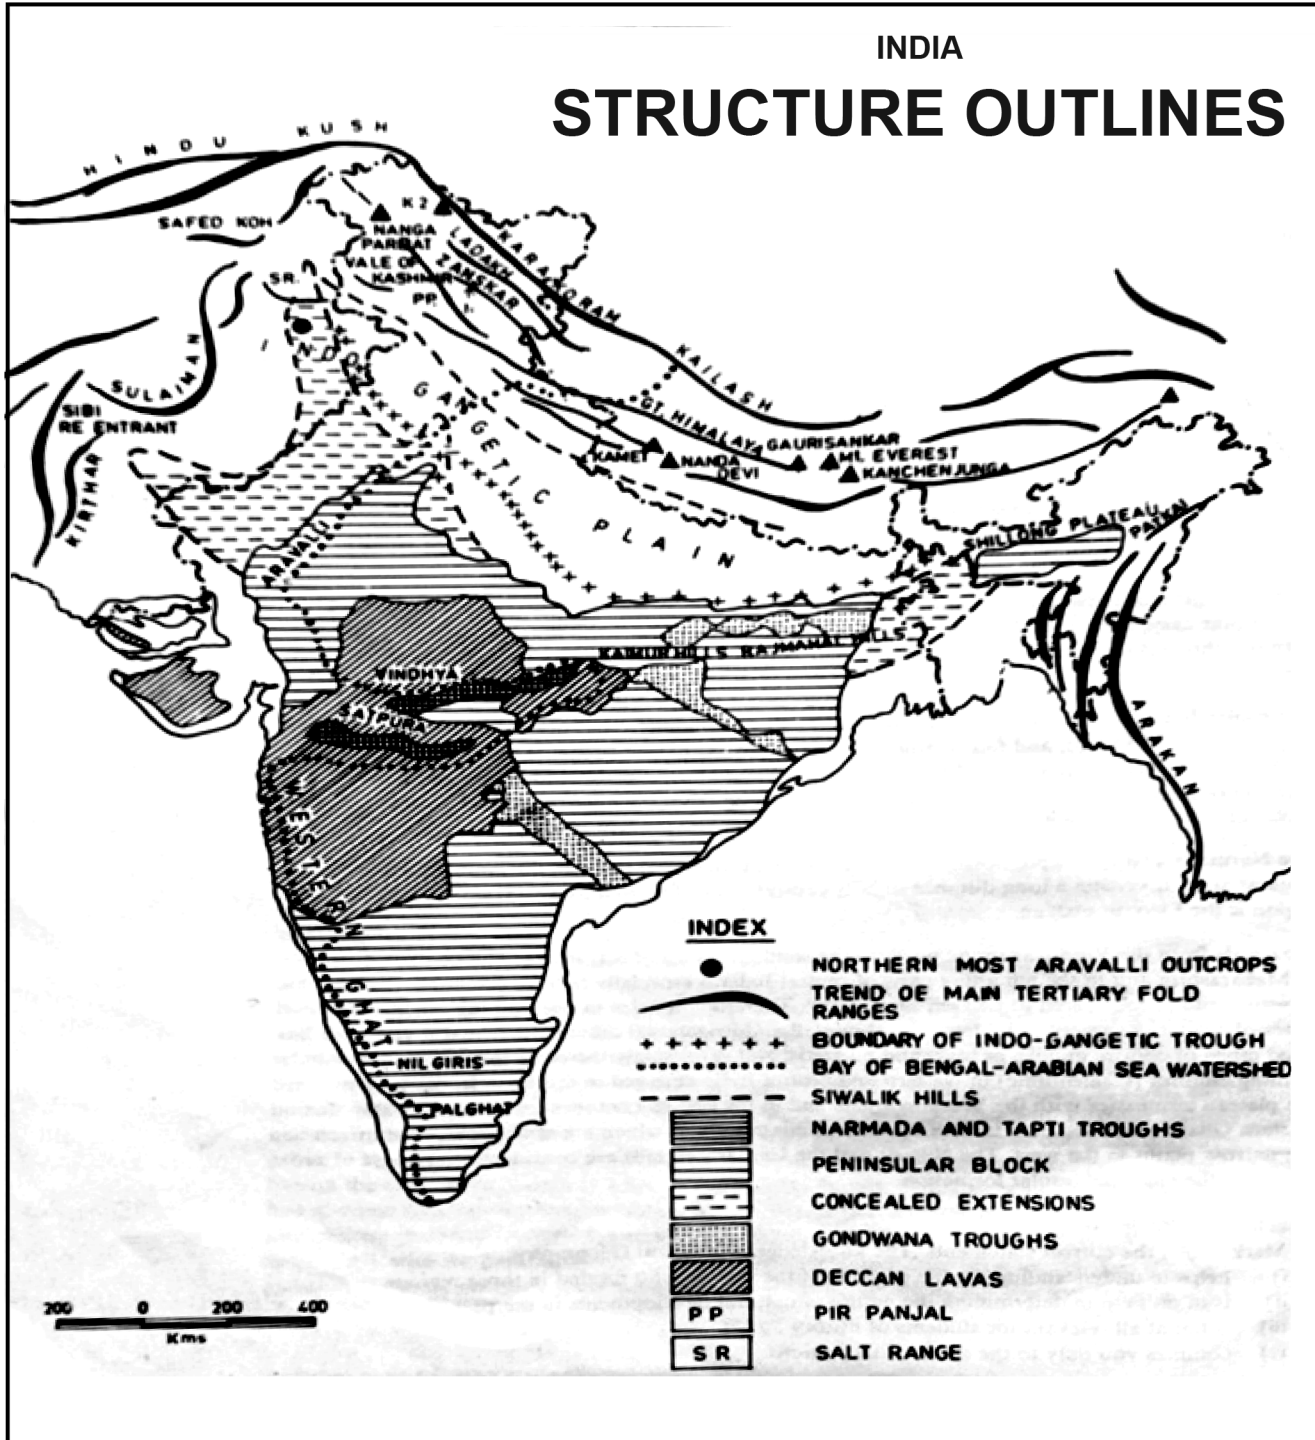 INDIA
STRUCTURE OUTLINES
HINDU KUSH
SAFED KOH
K2
NANGA
PARBAT
VALE OF
KASHMIR
LADAKH
ZANSKAR
KARAKORAM
SR.
PP.
INDO
GANGETIC
PLAIN
SULAIMAN
SIBI
RE ENTRANT
KIRTHAR
KAILASH
GT. HIMALAYA
GAURISANKAR
MT. EVEREST
KANCHENJUNGA
KAMET
NANDA
DEVI
SHILLONG PLATEAU
PATKAI
ARAVALLI
KAIMUR HILLS
RAJMAHAL HILLS
VINDHYA
SATPURA
ARAKAN
WESTERN GHAT
NIL GIRIS
PALGHAT
INDEX
NORTHERN MOST ARAVALLI OUTCROPS
TREND OF MAIN TERTIARY FOLD
RANGES
BOUNDARY OF INDO-GANGETIC TROUGH
BAY OF BENGAL-ARABIAN SEA WATERSHED
SIWALIK HILLS
NARMADA AND TAPTI TROUGHS
PENINSULAR BLOCK
CONCEALED EXTENSIONS
GONDWANA TROUGHS
DECCAN LAVAS
PP PIR PANJAL
SR SALT RANGE
200 0 200 400
Kms